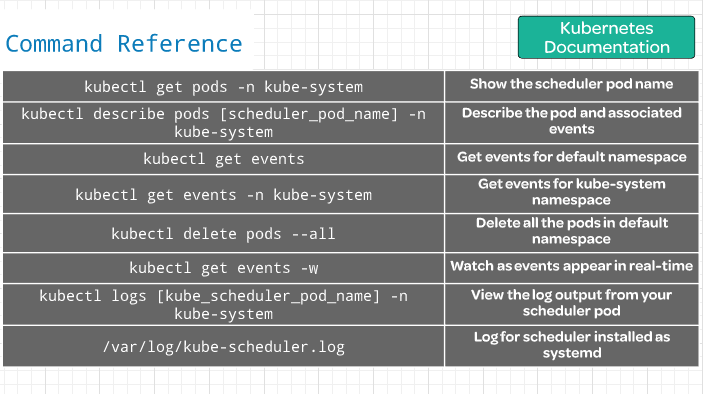 Command Reference
Kubernetes
Documentation
kubectl get pods -n kube-system
Show the scheduler pod name
kubectl describe pods [scheduler_pod_name] -n
kube-system
Describe the pod and associated
events
kubectl get events
Get events for default namespace
kubectl get events -n kube-system
Get events for kube-system
namespace
kubectl delete pods --all
Delete all the pods in default
namespace
kubectl get events -w
Watch as events appear in real-time
kubectl logs [kube_scheduler_pod_name] -n
kube-system
View the log output from your
scheduler pod
/var/log/kube-scheduler.log
Log for scheduler installed as
systemd